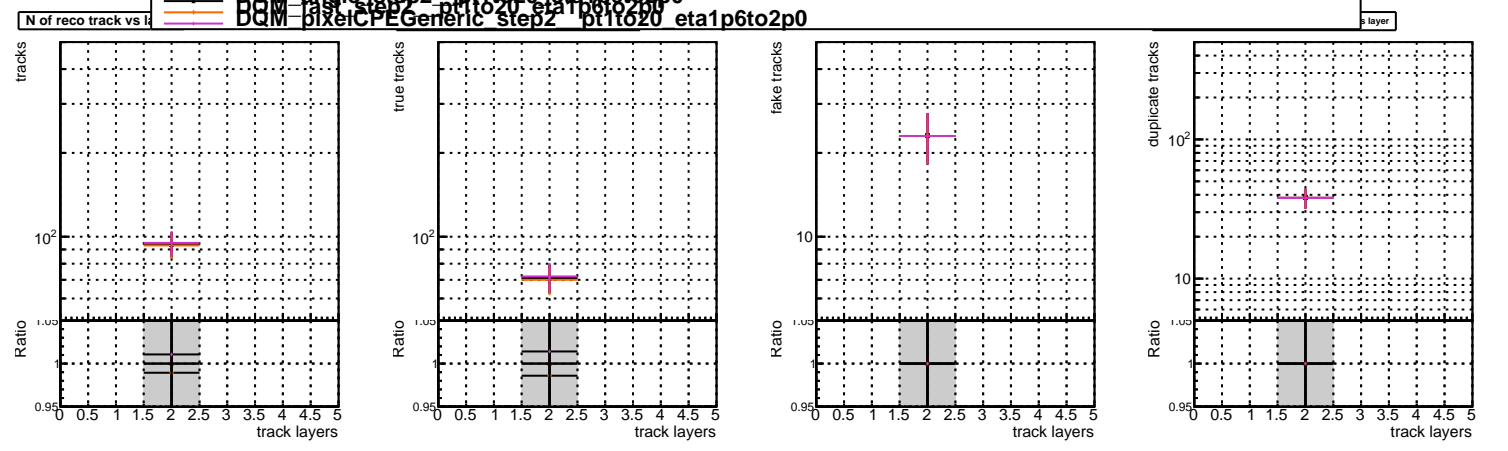 DQM_fast_step2__pt1to20_eta1p6to2p0
DQM_pixelCPEGeneric_step2__pt1to20_eta1p6to2p0
N of reco track vs la
s layer
tracks
10²
Ratio
1.05
1
0.95
0 0.5 1 1.5 2 2.5 3 3.5 4 4.5 5
track layers
true tracks
10²
Ratio
1.05
1
0.95
0 0.5 1 1.5 2 2.5 3 3.5 4 4.5 5
track layers
fake tracks
10
Ratio
1.05
1
0.95
0 0.5 1 1.5 2 2.5 3 3.5 4 4.5 5
track layers
duplicate tracks
10²
10
Ratio
1.05
1
0.95
0 0.5 1 1.5 2 2.5 3 3.5 4 4.5 5
track layers